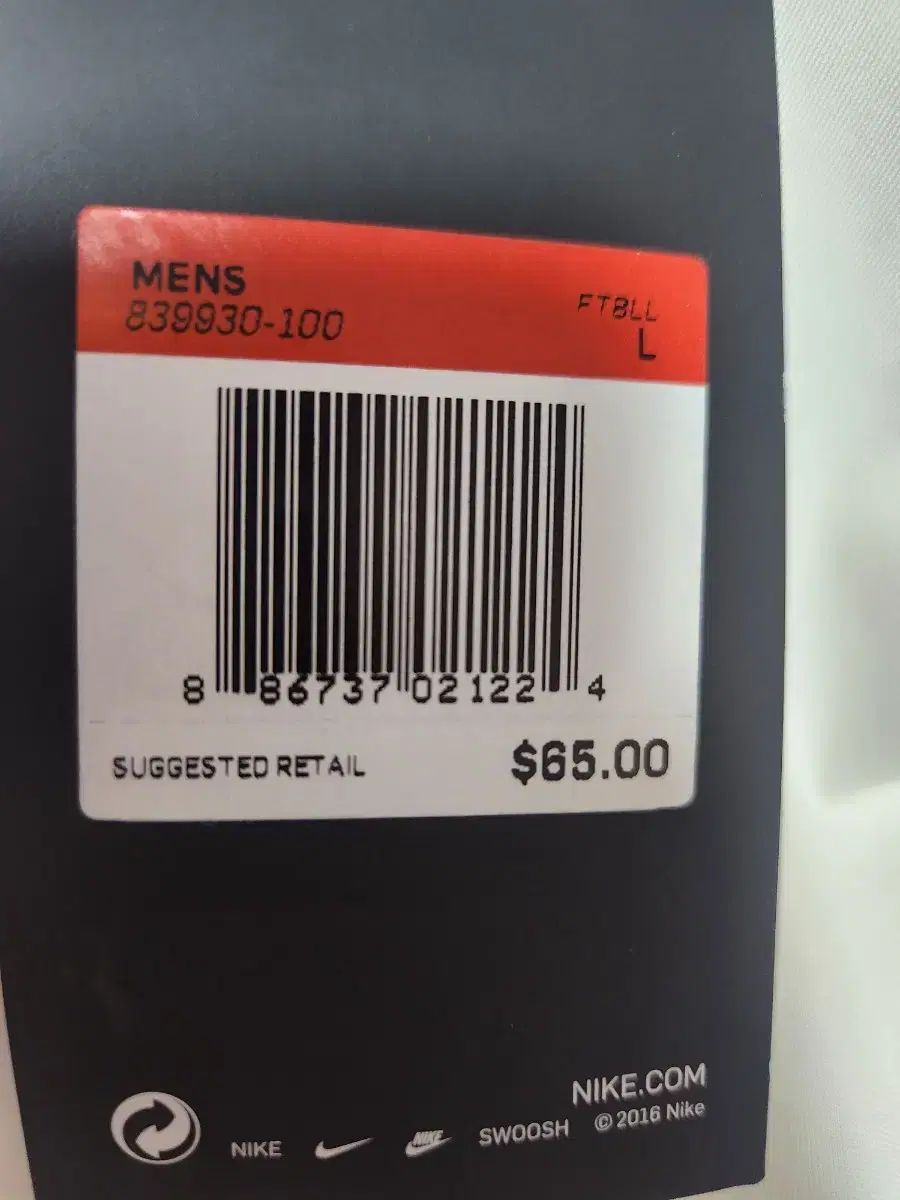 MENS
839930-100
FTBLL
L
8 86737 02122 4
SUGGESTED RETAIL $65.00
NIKE.COM
© 2016 Nike
NIKE NIKE SWOOSH